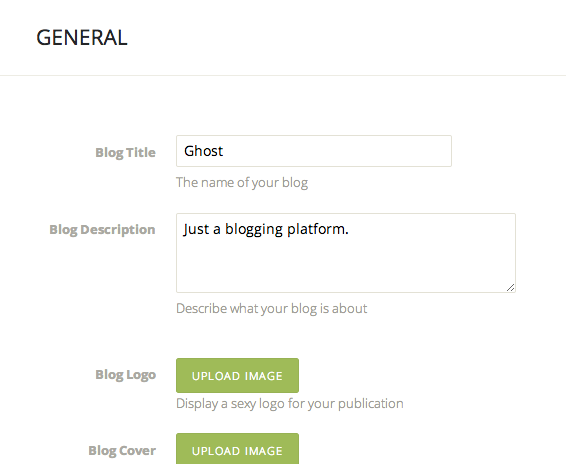 GENERAL
Blog Title
Ghost
The name of your blog
Blog Description
Just a blogging platform.
Describe what your blog is about
Blog Logo
UPLOAD IMAGE
Display a sexy logo for your publication
Blog Cover
UPLOAD IMAGE